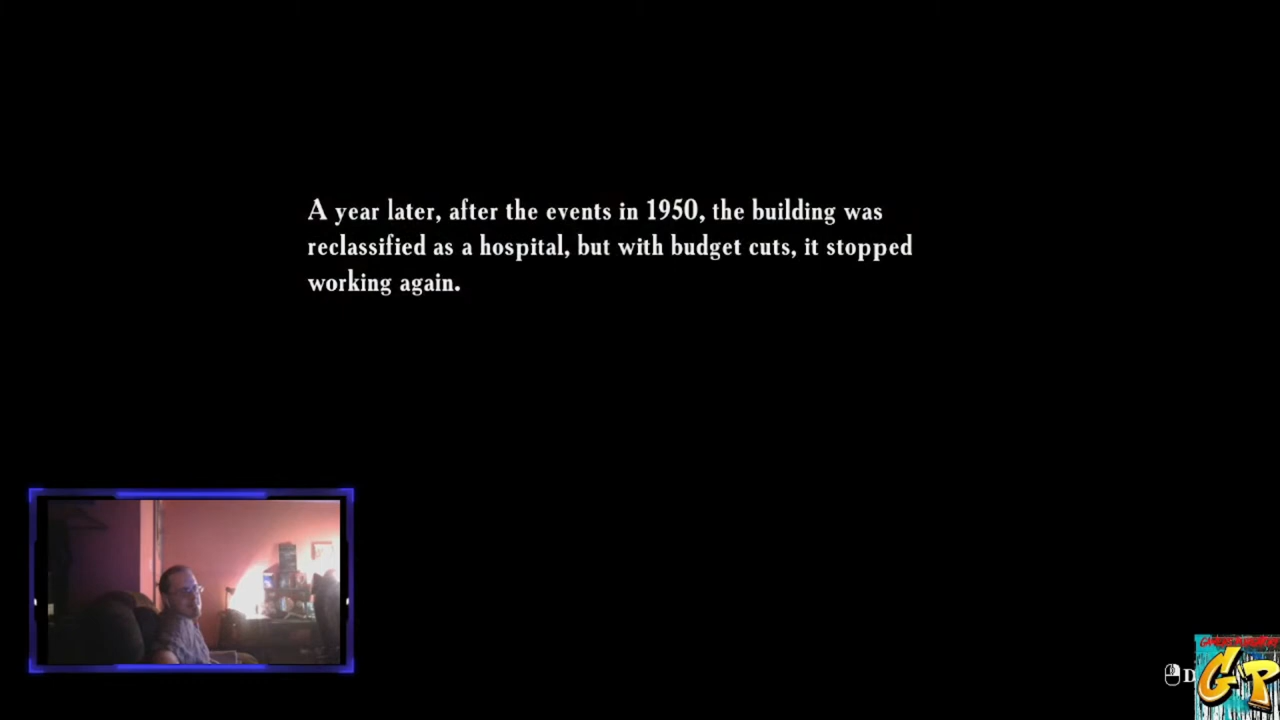 A year later, after the events in 1950, the building was
reclassified as a hospital, but with budget cuts, it stopped
working again.
D
GP